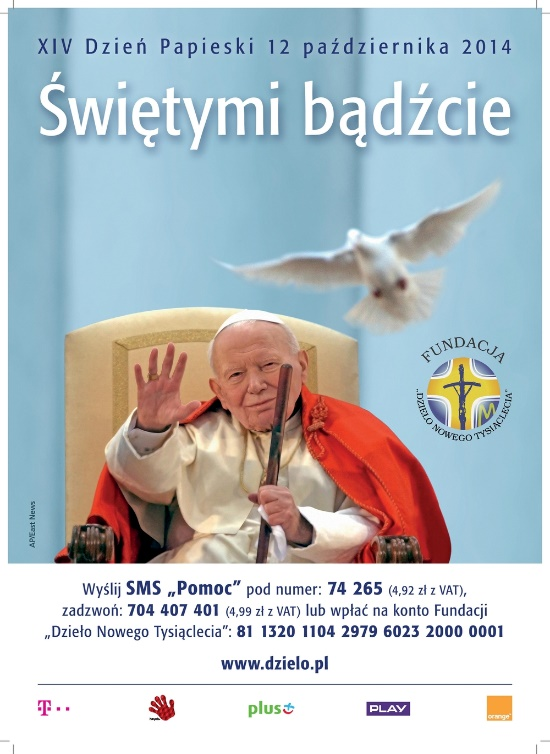 XIV Dzień Papieski 12 października 2014
Świętymi bądźcie
FUNDACJA
„DZIEŁO NOWEGO TYSIĄCLECIA”
M
AP/East News
Wyślij SMS „Pomoc” pod numer: 74 265 (4,92 zł z VAT),
zadzwoń: 704 407 401 (4,99 zł z VAT) lub wpłać na konto Fundacji
„Dzieło Nowego Tysiąclecia”: 81 1320 1104 2979 6023 2000 0001
www.dzielo.pl
T
plus
PLAY
orange